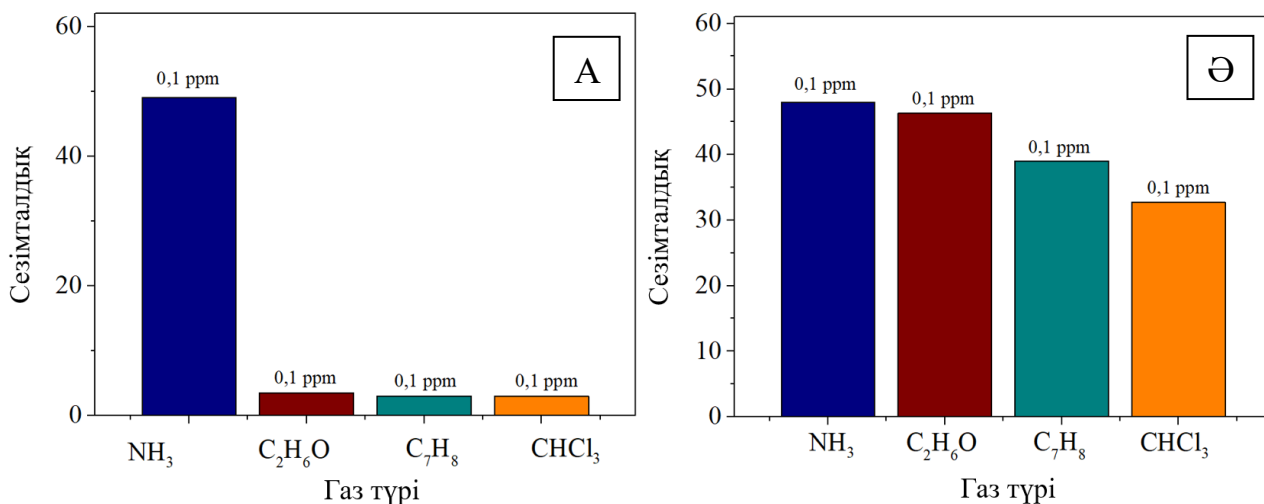 60
40
20
0
Сезімталдық
A
0,1 ppm
0,1 ppm
0,1 ppm
0,1 ppm
NH₃
C₂H₆O
C₇H₈
CHCl₃
Газ түрі
60
50
40
30
20
10
0
Сезімталдық
Ә
0,1 ppm
0,1 ppm
0,1 ppm
0,1 ppm
NH₃
C₂H₆O
C₇H₈
CHCl₃
Газ түрі